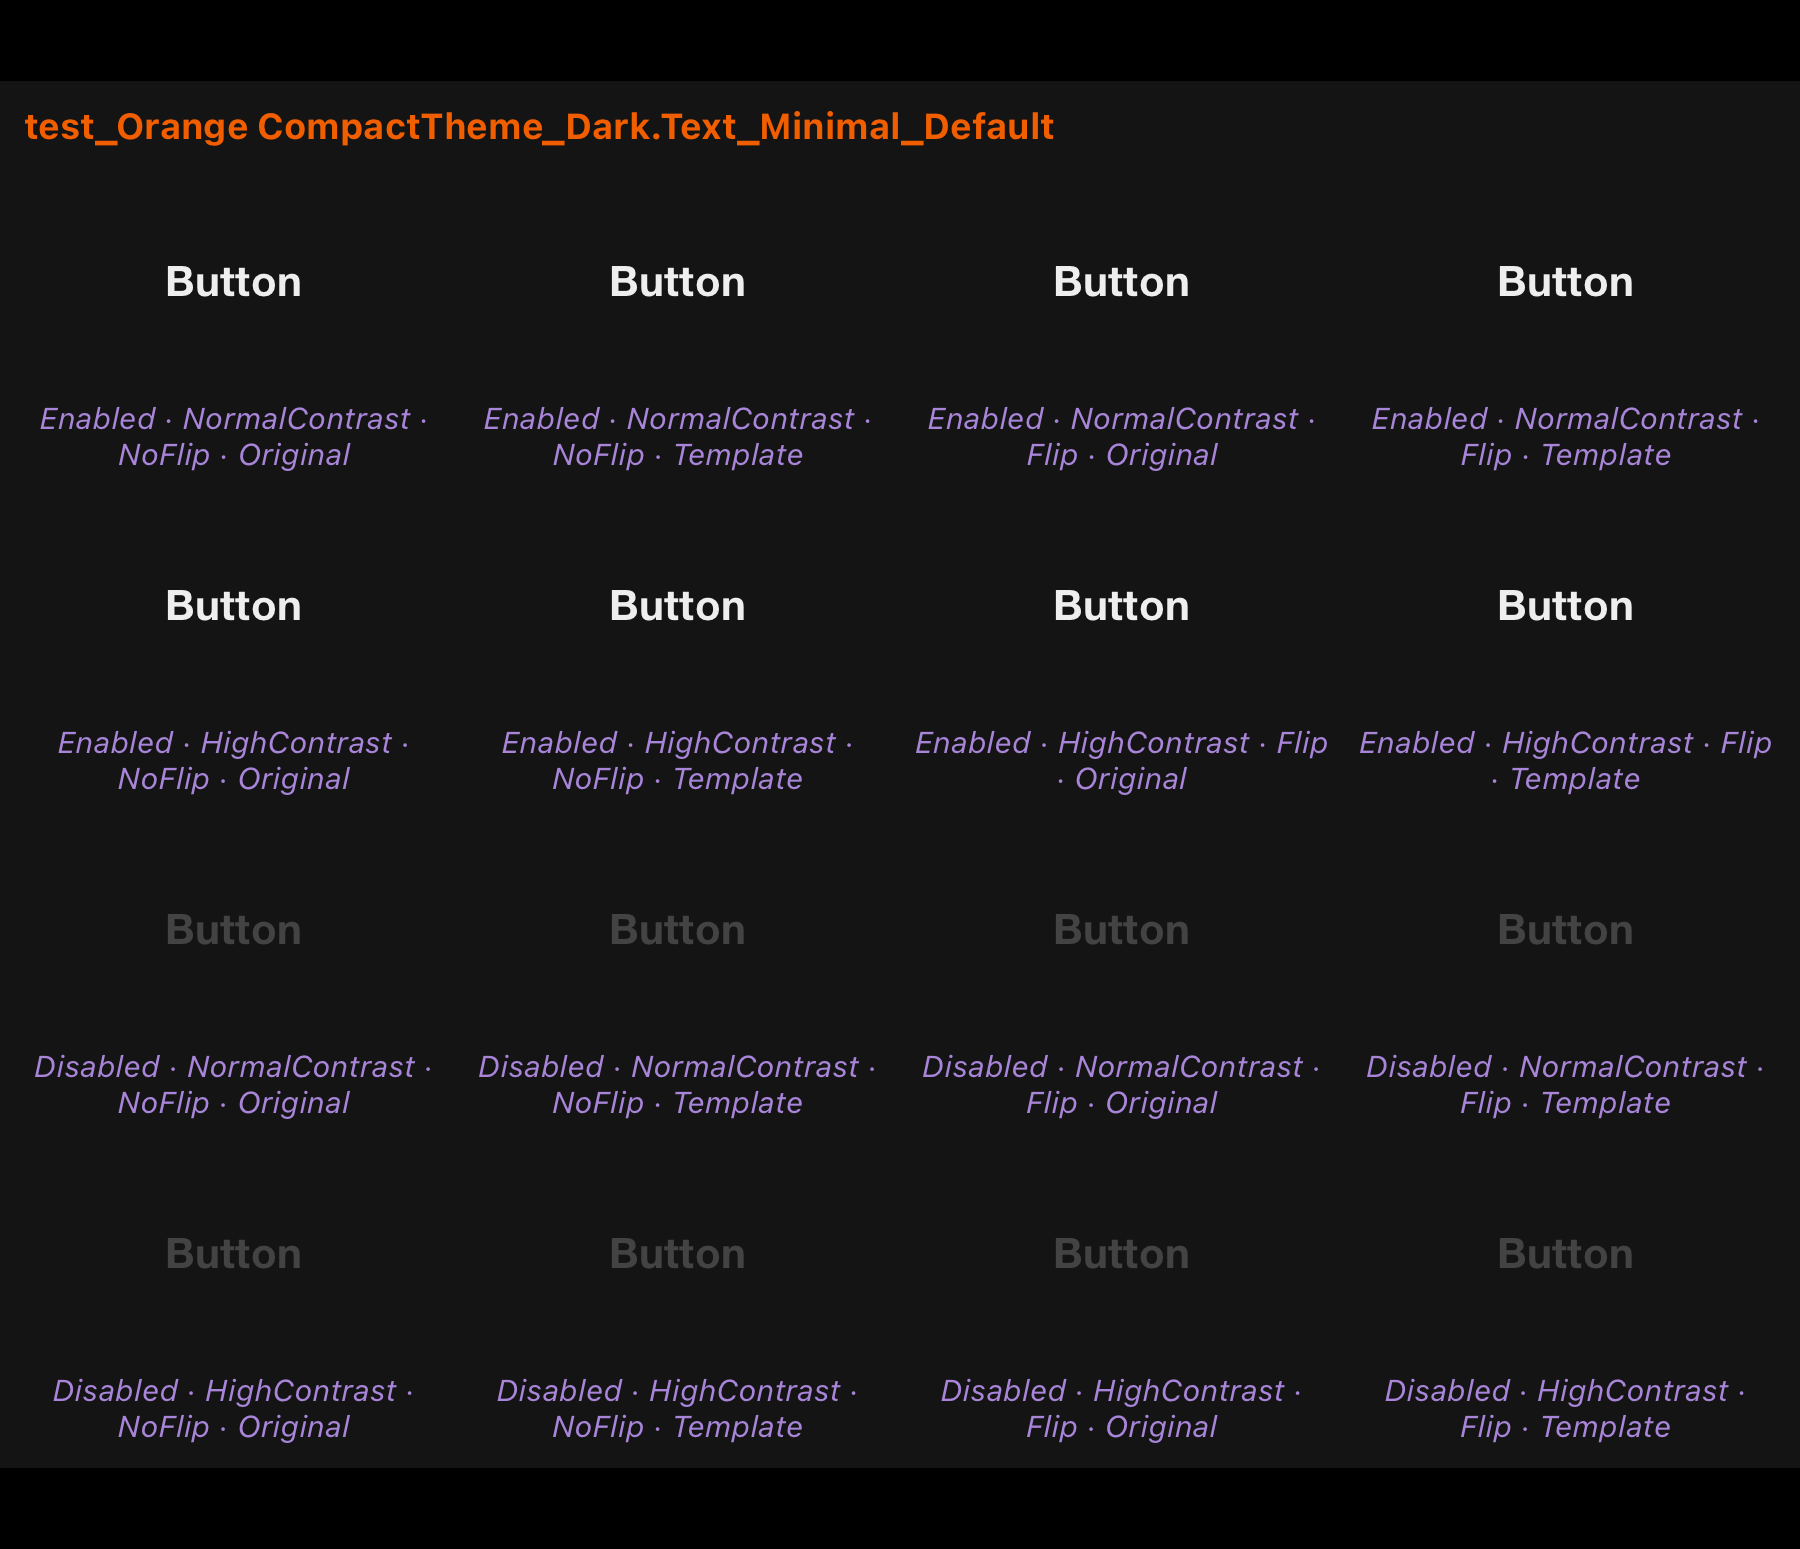 test_Orange CompactTheme_Dark.Text_Minimal_Default
Button Button Button Button
Enabled · NormalContrast · Enabled · NormalContrast · Enabled · NormalContrast · Enabled · NormalContrast ·
NoFlip · Original NoFlip · Template Flip · Original Flip · Template
Button Button Button Button
Enabled · HighContrast · Enabled · HighContrast · Enabled · HighContrast · Flip Enabled · HighContrast · Flip
NoFlip · Original NoFlip · Template · Original · Template
Button Button Button Button
Disabled · NormalContrast · Disabled · NormalContrast · Disabled · NormalContrast · Disabled · NormalContrast ·
NoFlip · Original NoFlip · Template Flip · Original Flip · Template
Button Button Button Button
Disabled · HighContrast · Disabled · HighContrast · Disabled · HighContrast · Disabled · HighContrast ·
NoFlip · Original NoFlip · Template Flip · Original Flip · Template